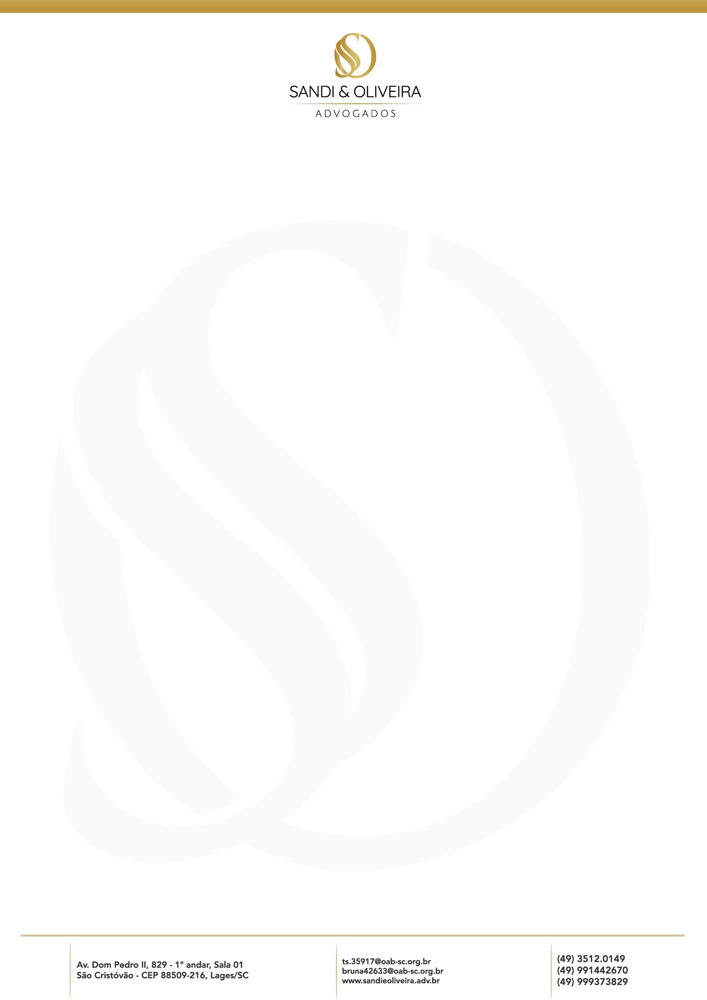 SANDI & OLIVEIRA
ADVOGADOS
Av. Dom Pedro II, 829 - 1º andar, Sala 01
São Cristóvão - CEP 88509-216, Lages/SC
ts.35917@oab-sc.org.br
bruna42633@oab-sc.org.br
www.sandieoliveira.adv.br
(49) 3512.0149
(49) 991442670
(49) 999373829